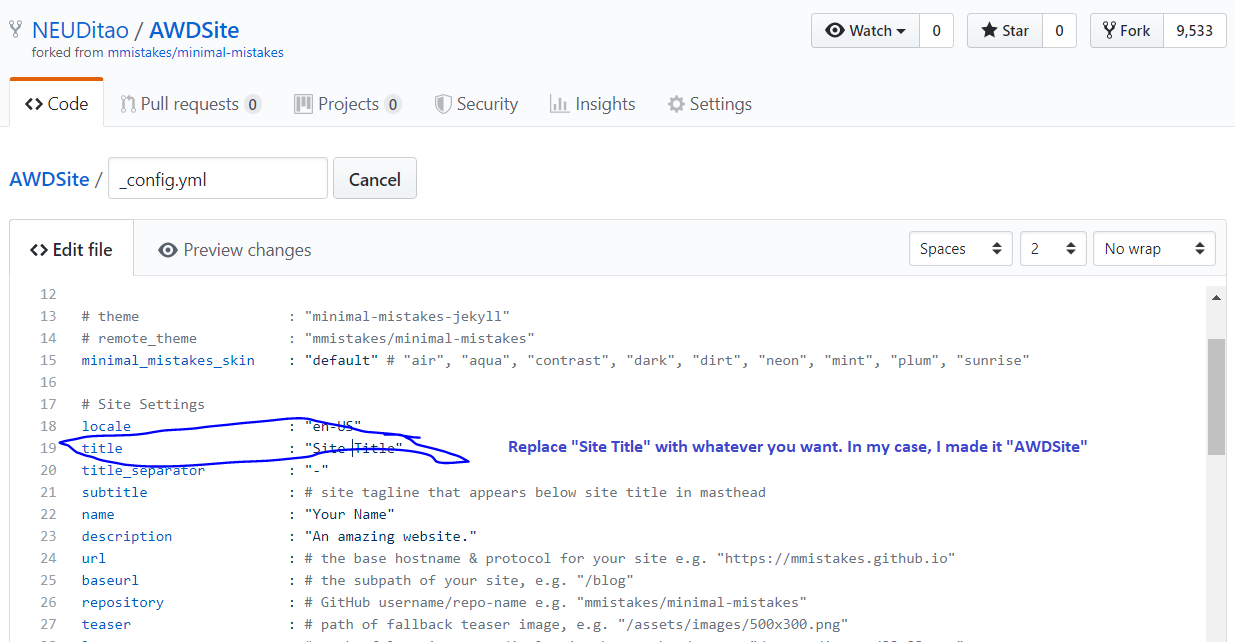 NEUDitao / AWDSite
forked from mmistakes/minimal-mistakes
Watch 0 Star 0 Fork 9,533
Code Pull requests 0 Projects 0 Security Insights Settings
AWDSite / _config.yml Cancel
Edit file Preview changes Spaces 2 No wrap
12
13 # theme : "minimal-mistakes-jekyll"
14 # remote_theme : "mmistakes/minimal-mistakes"
15 minimal_mistakes_skin : "default" # "air", "aqua", "contrast", "dark", "dirt", "neon", "mint", "plum", "sunrise"
16
17 # Site Settings
18 locale : "en-US"
19 title : "Site Title" Replace "Site Title" with whatever you want. In my case, I made it "AWDSite"
20 title_separator : "-"
21 subtitle : # site tagline that appears below site title in masthead
22 name : "Your Name"
23 description : "An amazing website."
24 url : # the base hostname & protocol for your site e.g. "https://mmistakes.github.io"
25 baseurl : # the subpath of your site, e.g. "/blog"
26 repository : # GitHub username/repo-name e.g. "mmistakes/minimal-mistakes"
27 teaser : # path of fallback teaser image, e.g. "/assets/images/500x300.png"